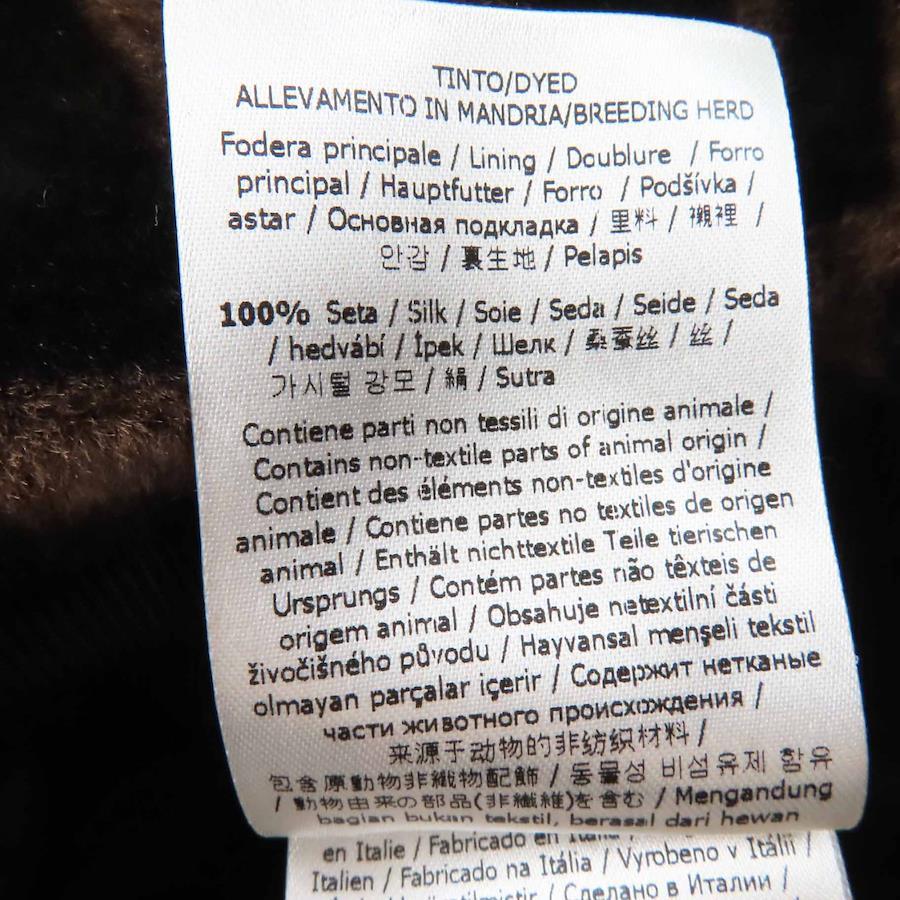 TINTO/DYED
ALLEVAMENTO IN MANDRIA/BREEDING HERD
Fodera principale / Lining / Doublure / Forro
principal / Hauptfutter / Forro / Podšívka /
astar / Основная подкладка / 里料 / 襯裡 /
안감 / 裏生地 / Pelapis
100% Seta / Silk / Soie / Seda / Seide / Seda
/ hedvábí / İpek / Шелк / 桑蚕丝 / 丝 /
가시털 강모 / 絹 / Sutra
Contiene parti non tessili di origine animale /
Contains non-textile parts of animal origin /
Contient des éléments non-textiles d'origine
animale / Contiene partes no textiles de origen
animal / Enthält nichttextile Teile tierischen
Ursprungs / Contém partes não têxteis de
origem animal / Obsahuje netextilní části
živočišného původu / Hayvansal menşeli tekstil
olmayan parçalar içerir / Содержит нетканые
части животного происхождения /
来源于动物的非纺织材料 /
包含原動物非織物配飾 / 동물성 비섬유제 함유
/ 動物由来の部品(非繊維)を含む / Mengandung
bagian bukan tekstil, berasal dari hewan
en Italie / Fabricado en Italia /
Italien / Fabricado na Itália / Vyrobeno v Itálii /
/ Сделано в Италии /